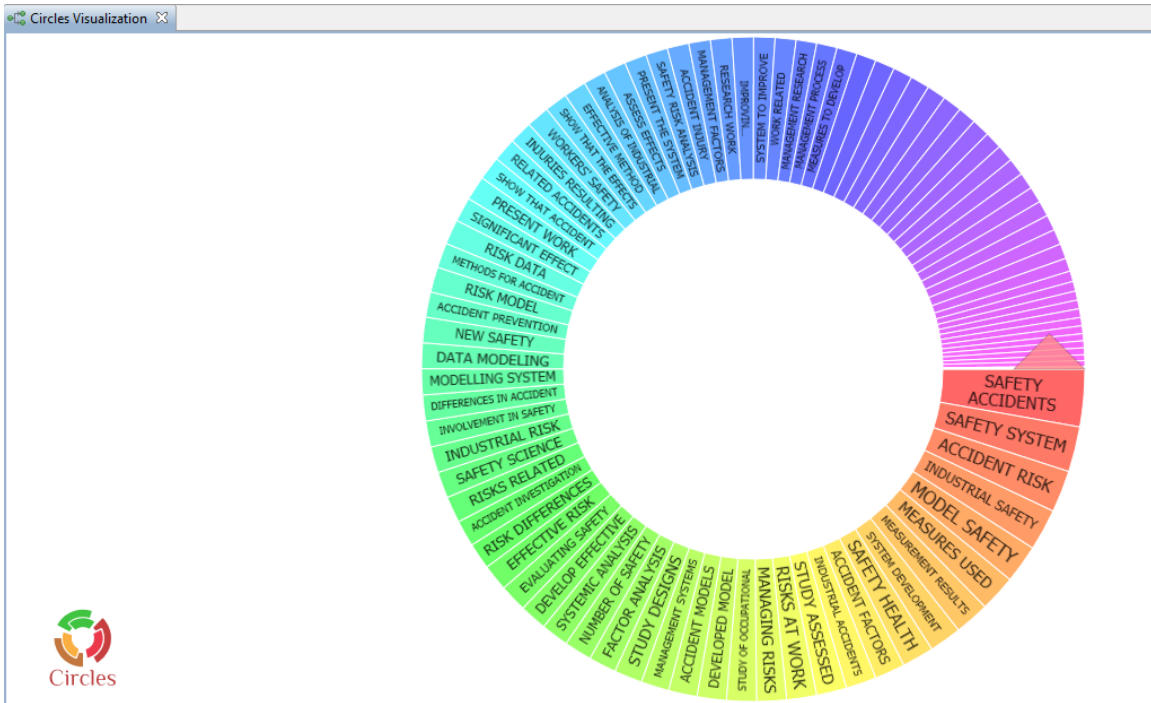 Circles Visualization
SAFETY
ACCIDENTS
SAFETY SYSTEM
ACCIDENT RISK
INDUSTRIAL SAFETY
MODEL SAFETY
MEASURES USED
MEASUREMENT RESULTS
SYSTEM DEVELOPMENT
SAFETY HEALTH
ACCIDENT FACTORS
INDUSTRIAL ACCIDENTS
STUDY ASSESSED
RISKS AT WORK
MANAGING RISKS
STUDY OF OCCUPATIONAL
DEVELOPED MODEL
ACCIDENT MODELS
MANAGEMENT SYSTEMS
STUDY DESIGNS
FACTOR ANALYSIS
NUMBER OF SAFETY
SYSTEMIC ANALYSIS
DEVELOP EFFECTIVE
EVALUATING SAFETY
EFFECTIVE RISK
RISK DIFFERENCES
ACCIDENT INVESTIGATION
RISKS RELATED
SAFETY SCIENCE
INDUSTRIAL RISK
INVOLVEMENT IN SAFETY
DIFFERENCES IN ACCIDENT
MODELLING SYSTEM
DATA MODELING
NEW SAFETY
ACCIDENT PREVENTION
RISK MODEL
METHODS FOR ACCIDENT
RISK DATA
SIGNIFICANT EFFECT
PRESENT WORK
SHOW THAT ACCIDENT
RELATED ACCIDENTS
INJURIES RESULTING
WORKERS' SAFETY
SHOW THAT THE EFFECTS
EFFECTIVE METHOD
ANALYSIS OF INDUSTRIAL
ASSESS EFFECTS
PRESENT THE SYSTEM
SAFETY RISK ANALYSIS
ACCIDENT INJURY
MANAGEMENT FACTORS
RESEARCH WORK
IMPROVIN...
SYSTEM TO IMPROVE
WORK RELATED
MANAGEMENT RESEARCH
MANAGEMENT PROCESS
MEASURES TO DEVELOP
Circles